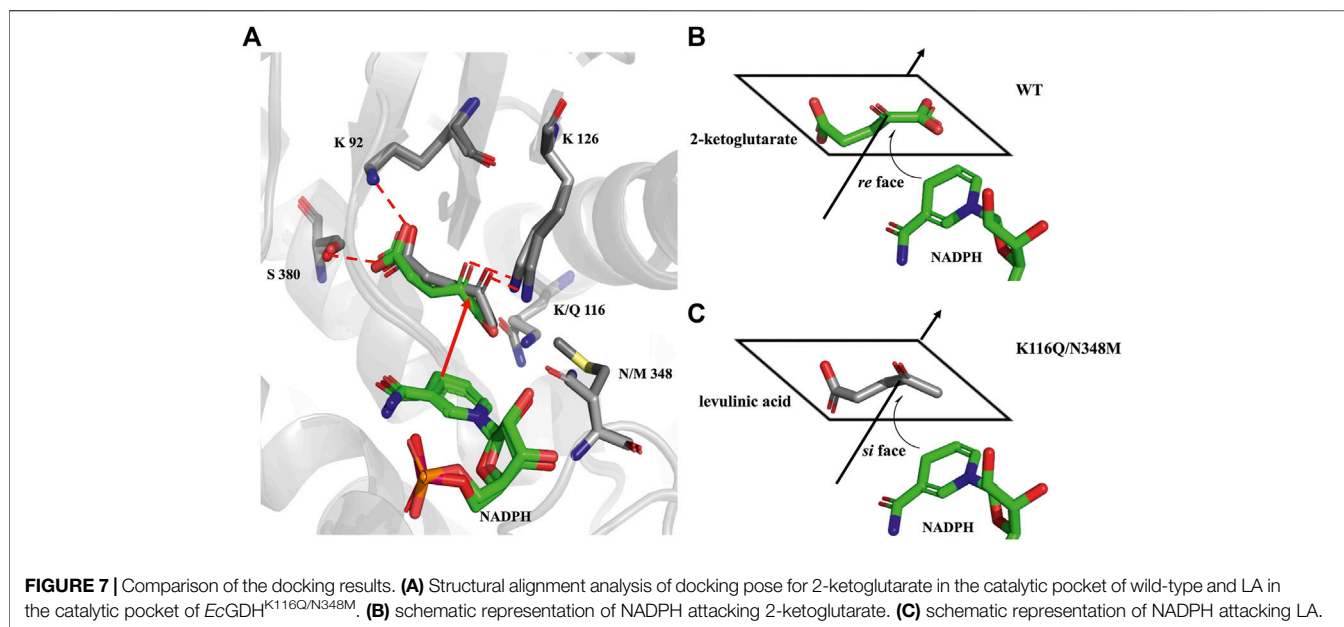 A
K 92
K 126
S 380
K/Q 116
N/M 348
NADPH
B
WT
2-ketoglutarate
re face
NADPH
C
K116Q/N348M
levulinic acid
si face
NADPH
FIGURE 7 | Comparison of the docking results. (A) Structural alignment analysis of docking pose for 2-ketoglutarate in the catalytic pocket of wild-type and LA in
the catalytic pocket of EcGDHK116Q/N348M. (B) schematic representation of NADPH attacking 2-ketoglutarate. (C) schematic representation of NADPH attacking LA.